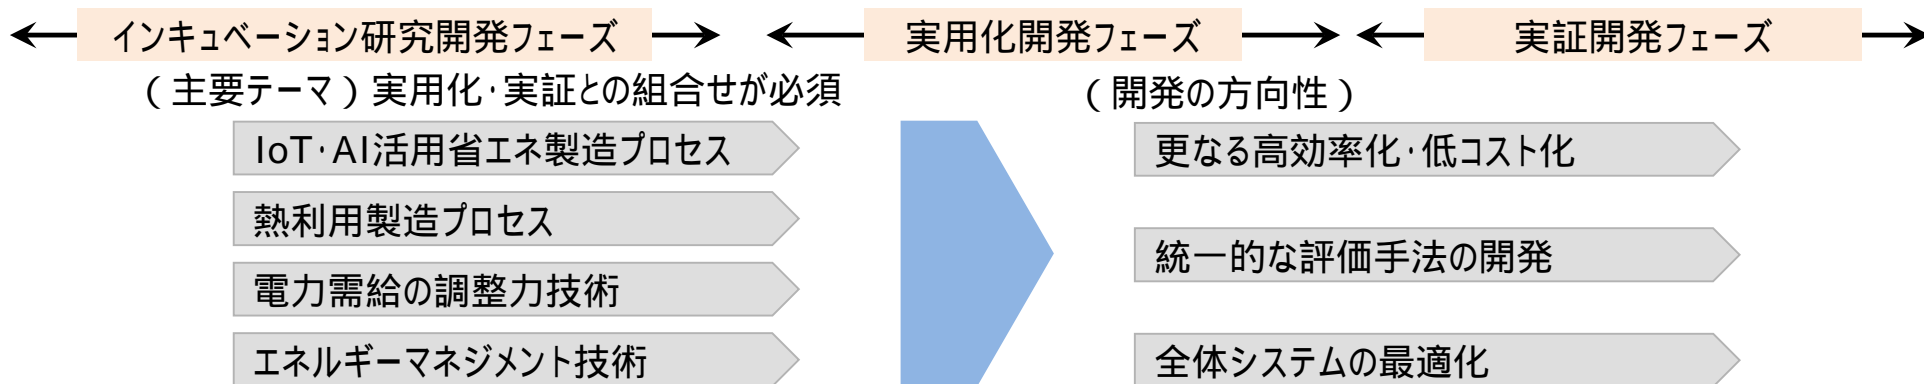 インキュベーション研究開発フェーズ
実用化開発フェーズ
実証開発フェーズ
(主要テーマ)実用化・実証との組合せが必須
(開発の方向性)
IoT・AI活用省エネ製造プロセス
熱利用製造プロセス
電力需給の調整力技術
エネルギーマネジメント技術
更なる高効率化・低コスト化
統一的な評価手法の開発
全体システムの最適化